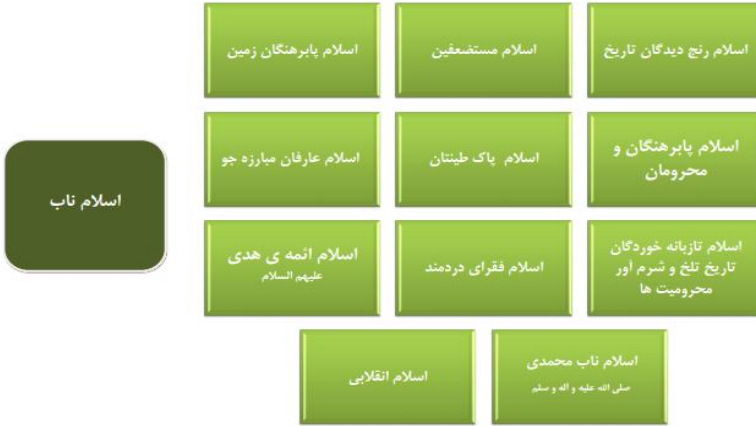 اسلام ناب
اسلام رنج دیدگان تاریخ
اسلام مستضعفین
اسلام پابرهنگان زمین
اسلام پابرهنگان و
محرومان
اسلام پاک طینتان
اسلام عارفان مبارزه جو
اسلام تازیانه خوردگان
تاریخ تلخ و شرم آور
محرومیت ها
اسلام فقرای دردمند
اسلام ائمه ی هدی
علیهم السلام
اسلام ناب محمدی
صلی الله علیه و آله و سلم
اسلام انقلابی